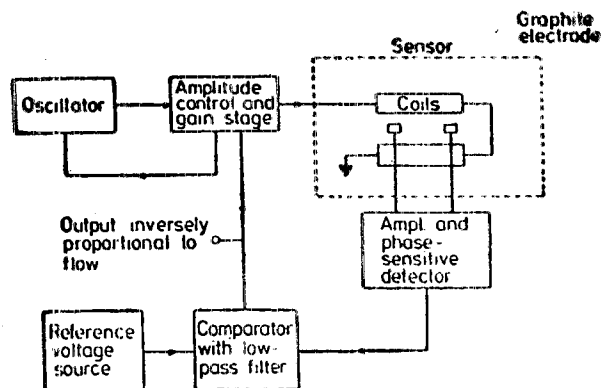 Graphite
electrode
Sensor
Oscillator
Amplitude
control and
gain stage
Coils
Output inversely
proportional to
flow
Ampl. and
phase-
sensitive
detector
Reference
voltage
source
Comparator
with low-
pass filter